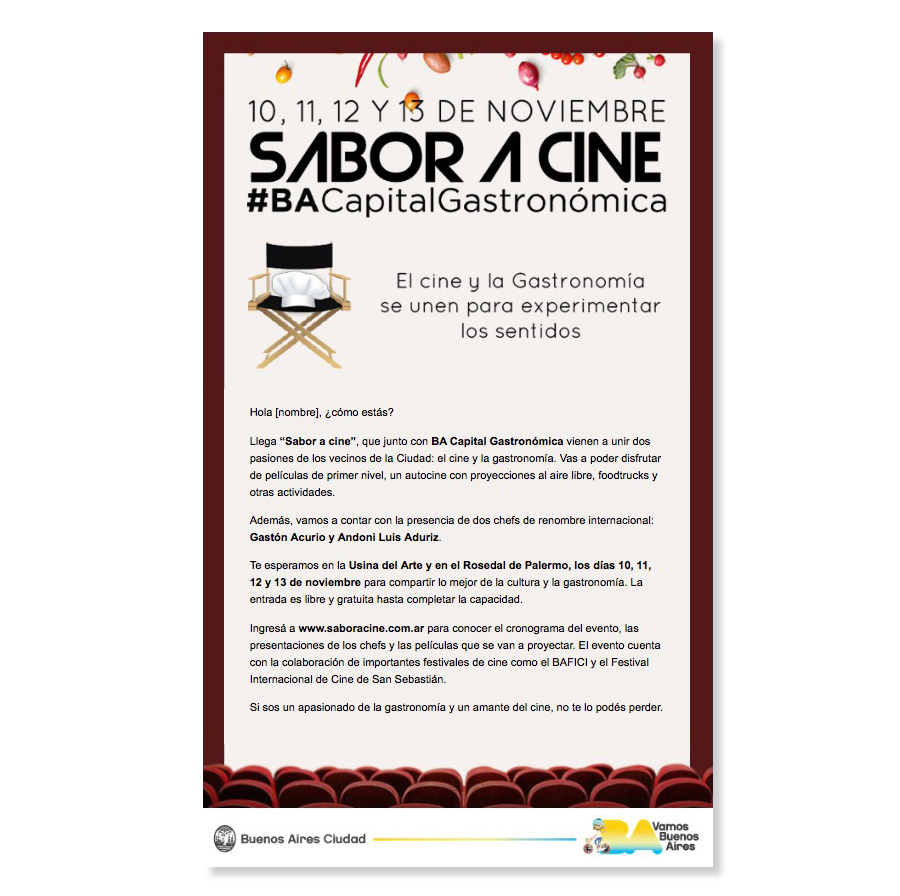 10, 11, 12 Y 13 DE NOVIEMBRE
SABOR A CINE
#BACapitalGastronómica
El cine y la Gastronomía
se unen para experimentar
los sentidos
Hola [nombre], ¿cómo estás?
Llega “Sabor a cine”, que junto con BA Capital Gastronómica vienen a unir dos
pasiones de los vecinos de la Ciudad: el cine y la gastronomía. Vas a poder disfrutar
de películas de primer nivel, un autocine con proyecciones al aire libre, foodtrucks y
otras actividades.
Además, vamos a contar con la presencia de dos chefs de renombre internacional:
Gastón Acurio y Andoni Luis Aduriz.
Te esperamos en la Usina del Arte y en el Rosedal de Palermo, los días 10, 11,
12 y 13 de noviembre para compartir lo mejor de la cultura y la gastronomía. La
entrada es libre y gratuita hasta completar la capacidad.
Ingresá a www.saboracine.com.ar para conocer el cronograma del evento, las
presentaciones de los chefs y las películas que se van a proyectar. El evento cuenta
con la colaboración de importantes festivales de cine como el BAFICI y el Festival
Internacional de Cine de San Sebastián.
Si sos un apasionado de la gastronomía y un amante del cine, no te lo podés perder.
Buenos Aires Ciudad
BA
Vamos
Buenos
Aires